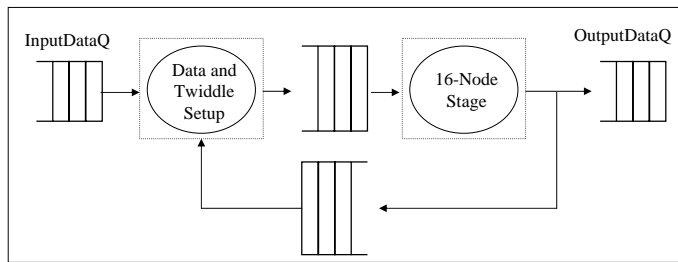 InputDataQ
Data and
Twiddle
Setup
16-Node
Stage
OutputDataQ